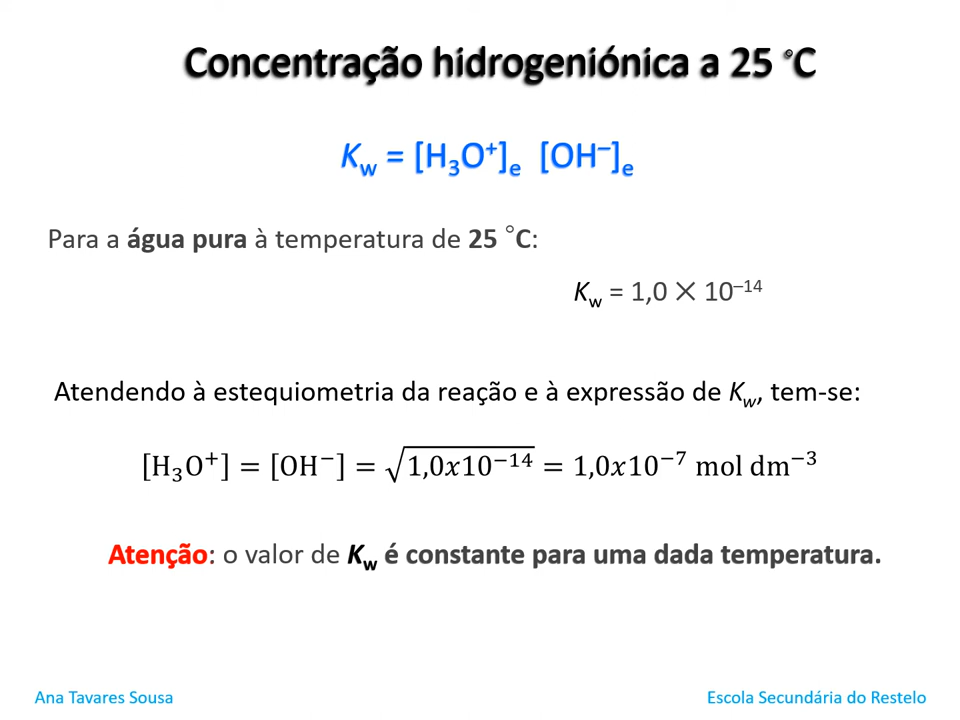 Concentração hidrogeniónica a 25 °C
Kw = [H₃O⁺]e [OH⁻]e
Para a água pura à temperatura de 25 °C:
Kw = 1,0 × 10⁻¹⁴
Atendendo à estequiometria da reação e à expressão de Kw, tem-se:
[H₃O⁺] = [OH⁻] = √1,0x10⁻¹⁴ = 1,0x10⁻⁷ mol dm⁻³
Atenção: o valor de Kw é constante para uma dada temperatura.
Ana Tavares Sousa
Escola Secundária do Restelo